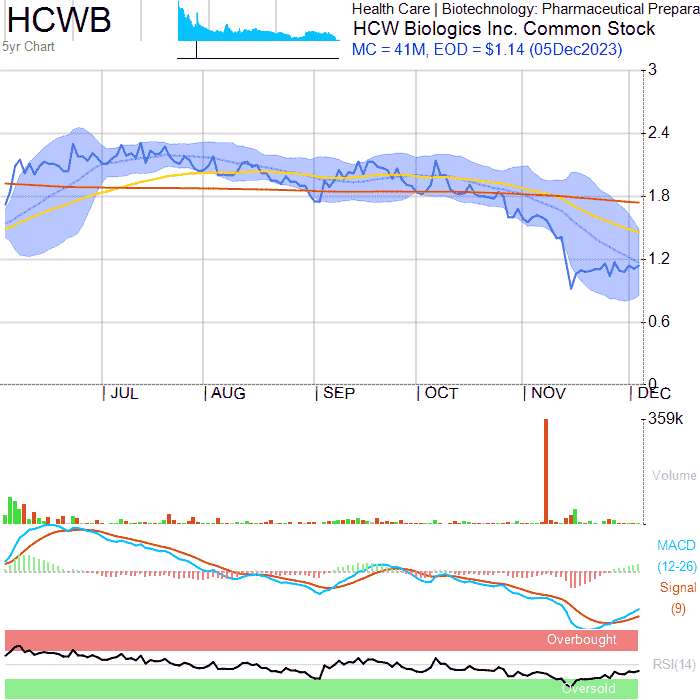 HCWB
5yr Chart
Health Care | Biotechnology: Pharmaceutical Prepara
HCW Biologics Inc. Common Stock
MC = 41M, EOD = $1.14 (05Dec2023)
3
2.4
1.8
1.2
0.6
0
JUL AUG SEP OCT NOV DEC
359k
Volume
MACD
(12-26)
Signal
(9)
Overbought
RSI(14)
Oversold